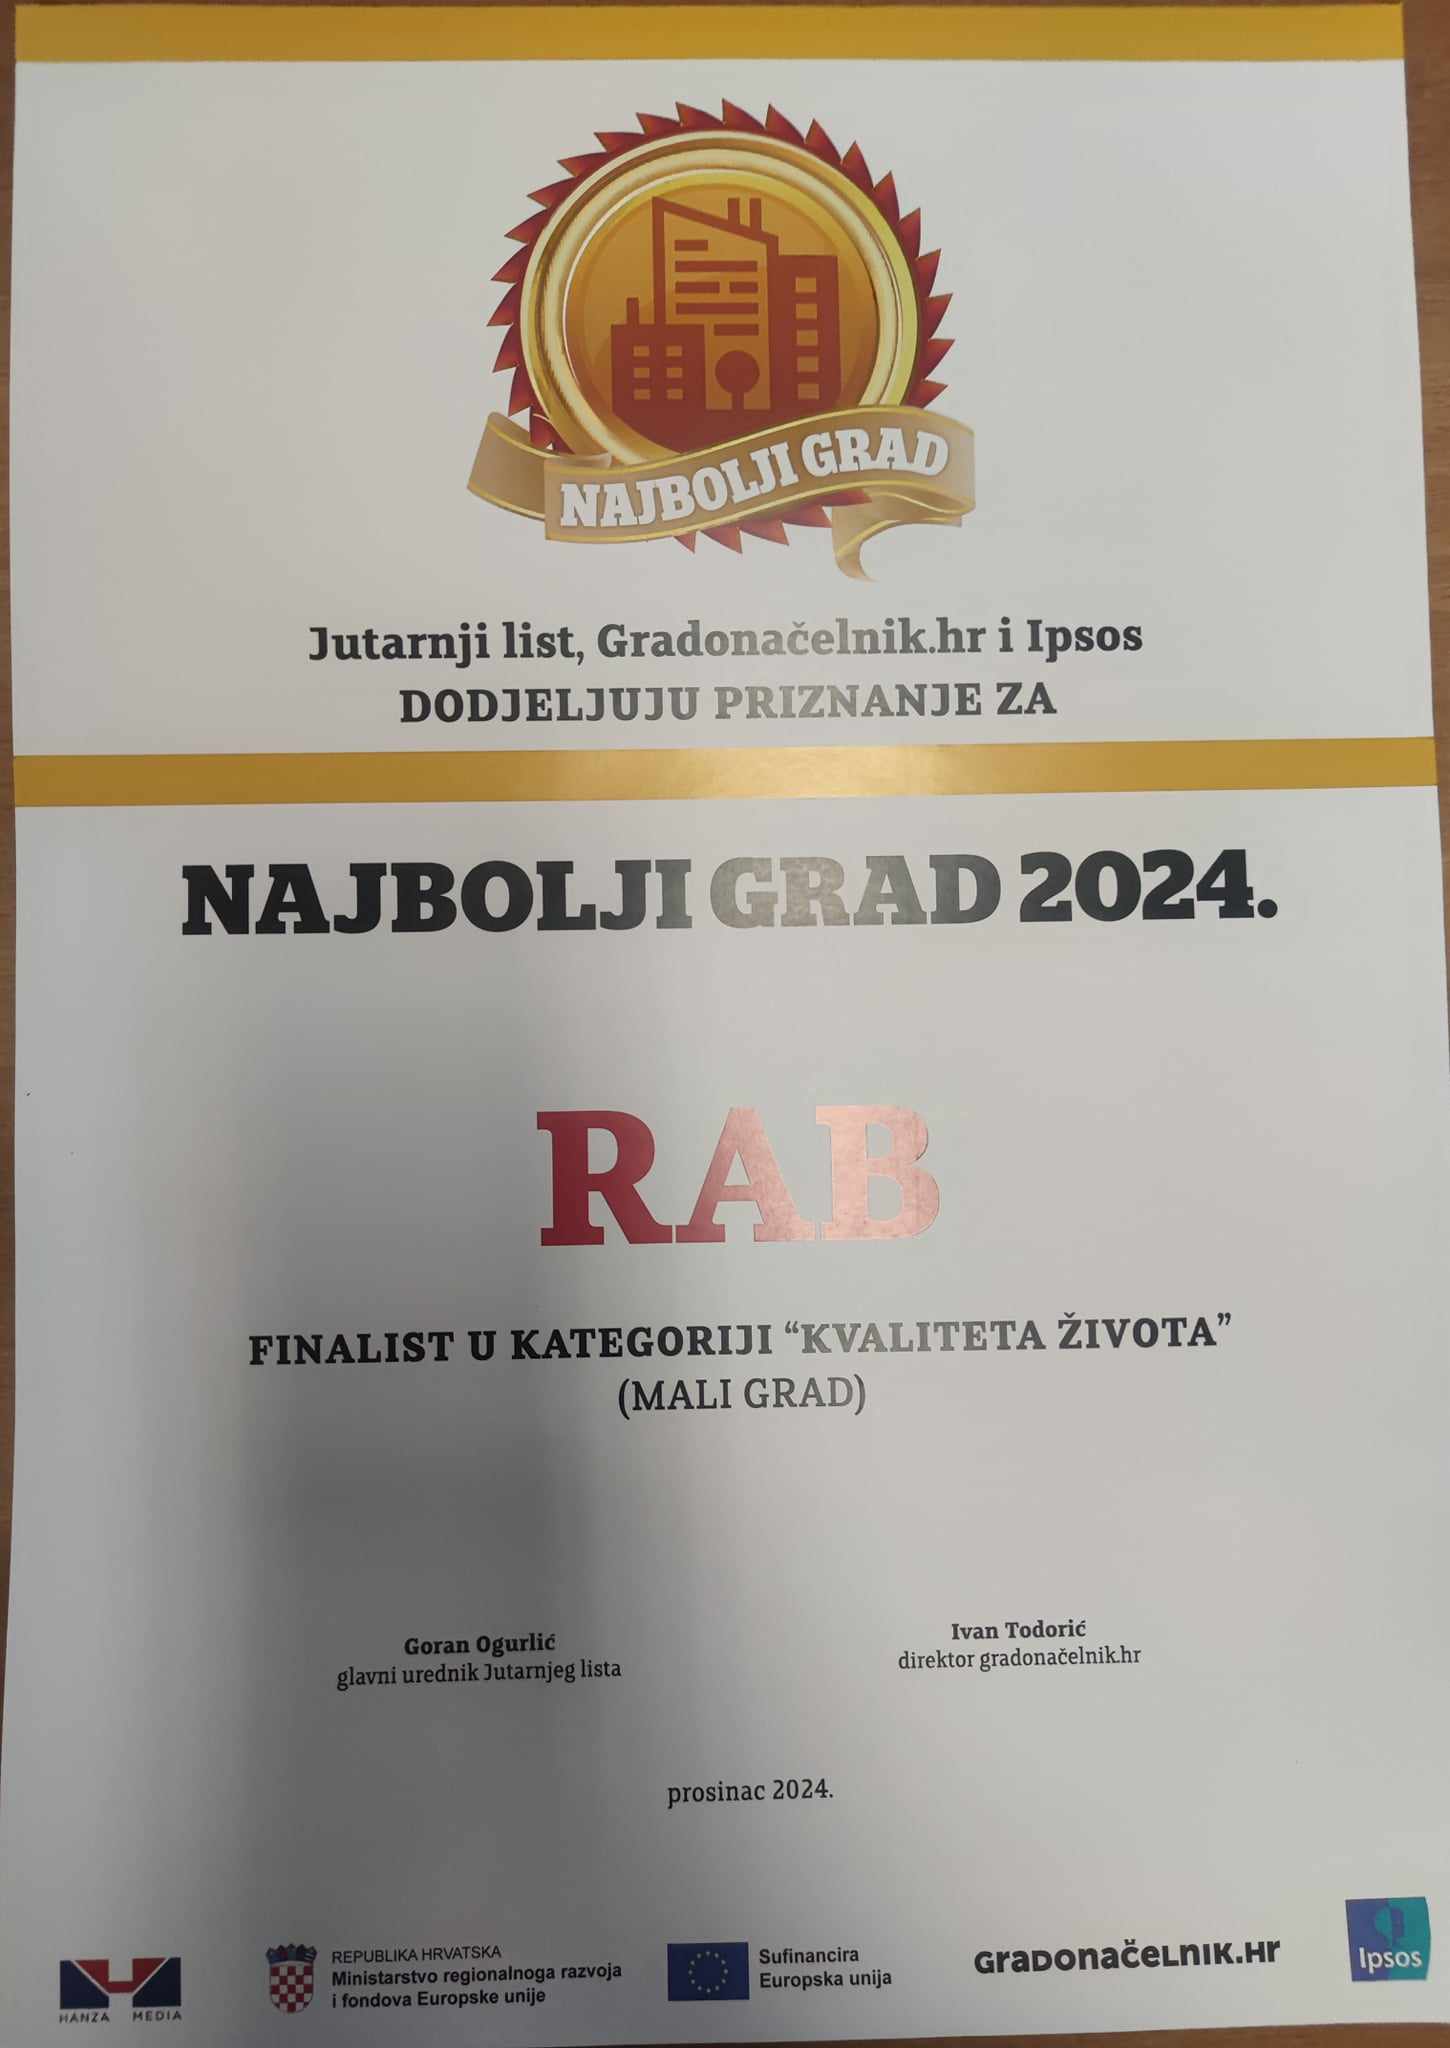 NAJBOLJI GRAD
Jutarnji list, Gradonačelnik.hr i Ipsos
DODJELJUJU PRIZNANJE ZA
NAJBOLJI GRAD 2024.
RAB
FINALIST U KATEGORIJI “KVALITETA ŽIVOTA”
(MALI GRAD)
Goran Ogurlić
glavni urednik Jutarnjeg lista
Ivan Todorić
direktor gradonačelnik.hr
prosinac 2024.
HANZA MEDIA
REPUBLIKA HRVATSKA
Ministarstvo regionalnoga razvoja
i fondova Europske unije
Sufinancira
Europska unija
GRADONAČELNIK.Hr
Ipsos